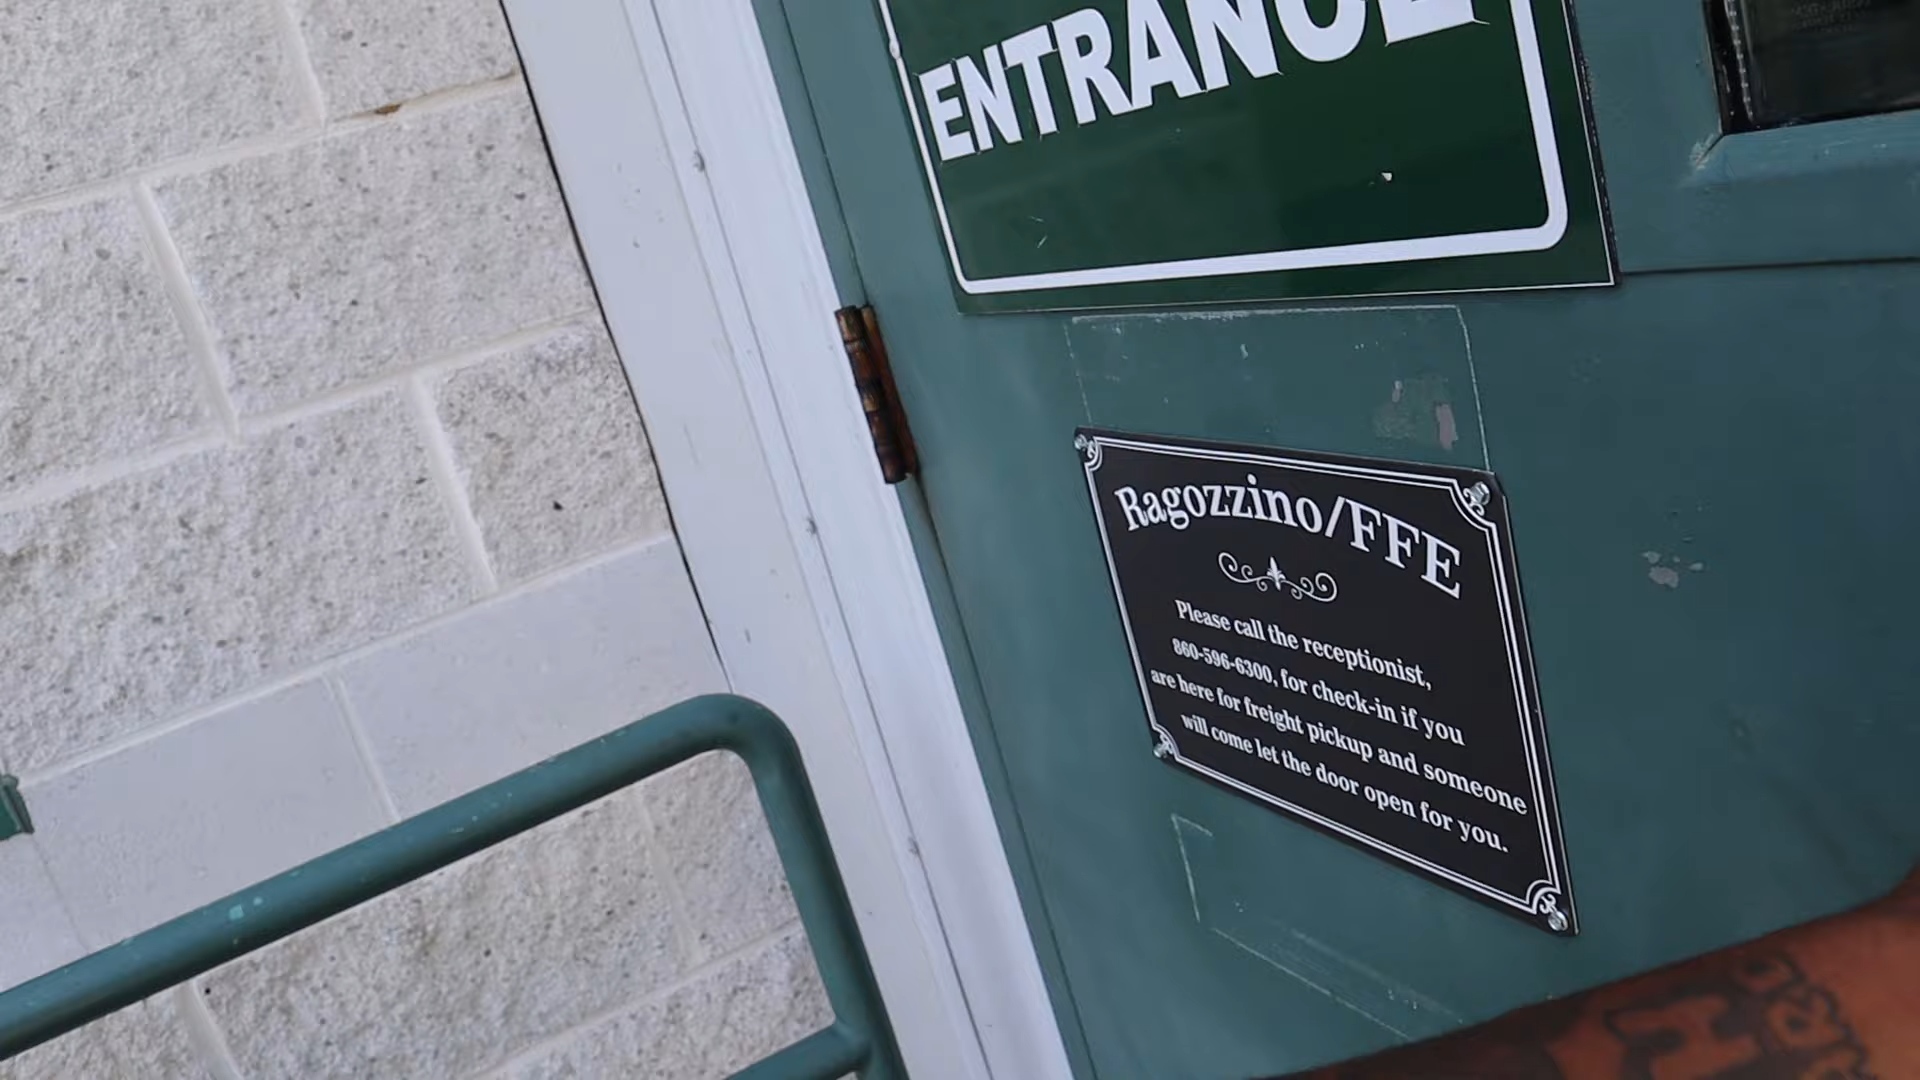 ENTRANCE
Ragozzino/FFE
Please call the receptionist,
860-596-6300, for check-in if you
are here for freight pickup and someone
will come let the door open for you.